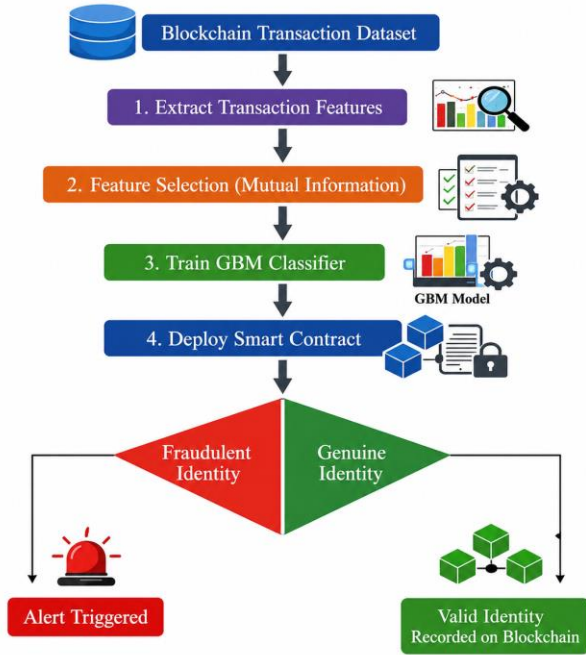 Blockchain Transaction Dataset
1. Extract Transaction Features
2. Feature Selection (Mutual Information)
3. Train GBM Classifier
GBM Model
4. Deploy Smart Contract
Fraudulent
Identity
Genuine
Identity
Alert Triggered
Valid Identity
Recorded on Blockchain